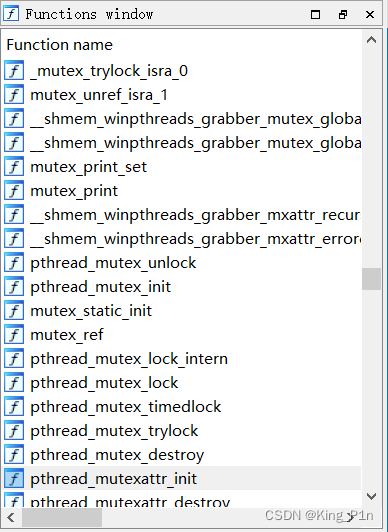 Functions window
Function name
_mutex_trylock_isra_0
mutex_unref_isra_1
__shmem_winpthreads_grabber_mutex_globa
__shmem_winpthreads_grabber_mutex_globa
mutex_print_set
mutex_print
__shmem_winpthreads_grabber_mxattr_recur
__shmem_winpthreads_grabber_mxattr_errore
pthread_mutex_unlock
pthread_mutex_init
mutex_static_init
mutex_ref
pthread_mutex_lock_intern
pthread_mutex_lock
pthread_mutex_timedlock
pthread_mutex_trylock
pthread_mutex_destroy
pthread_mutexattr_init
pthread_mutexattr_destroy
CSDN @King_P1n